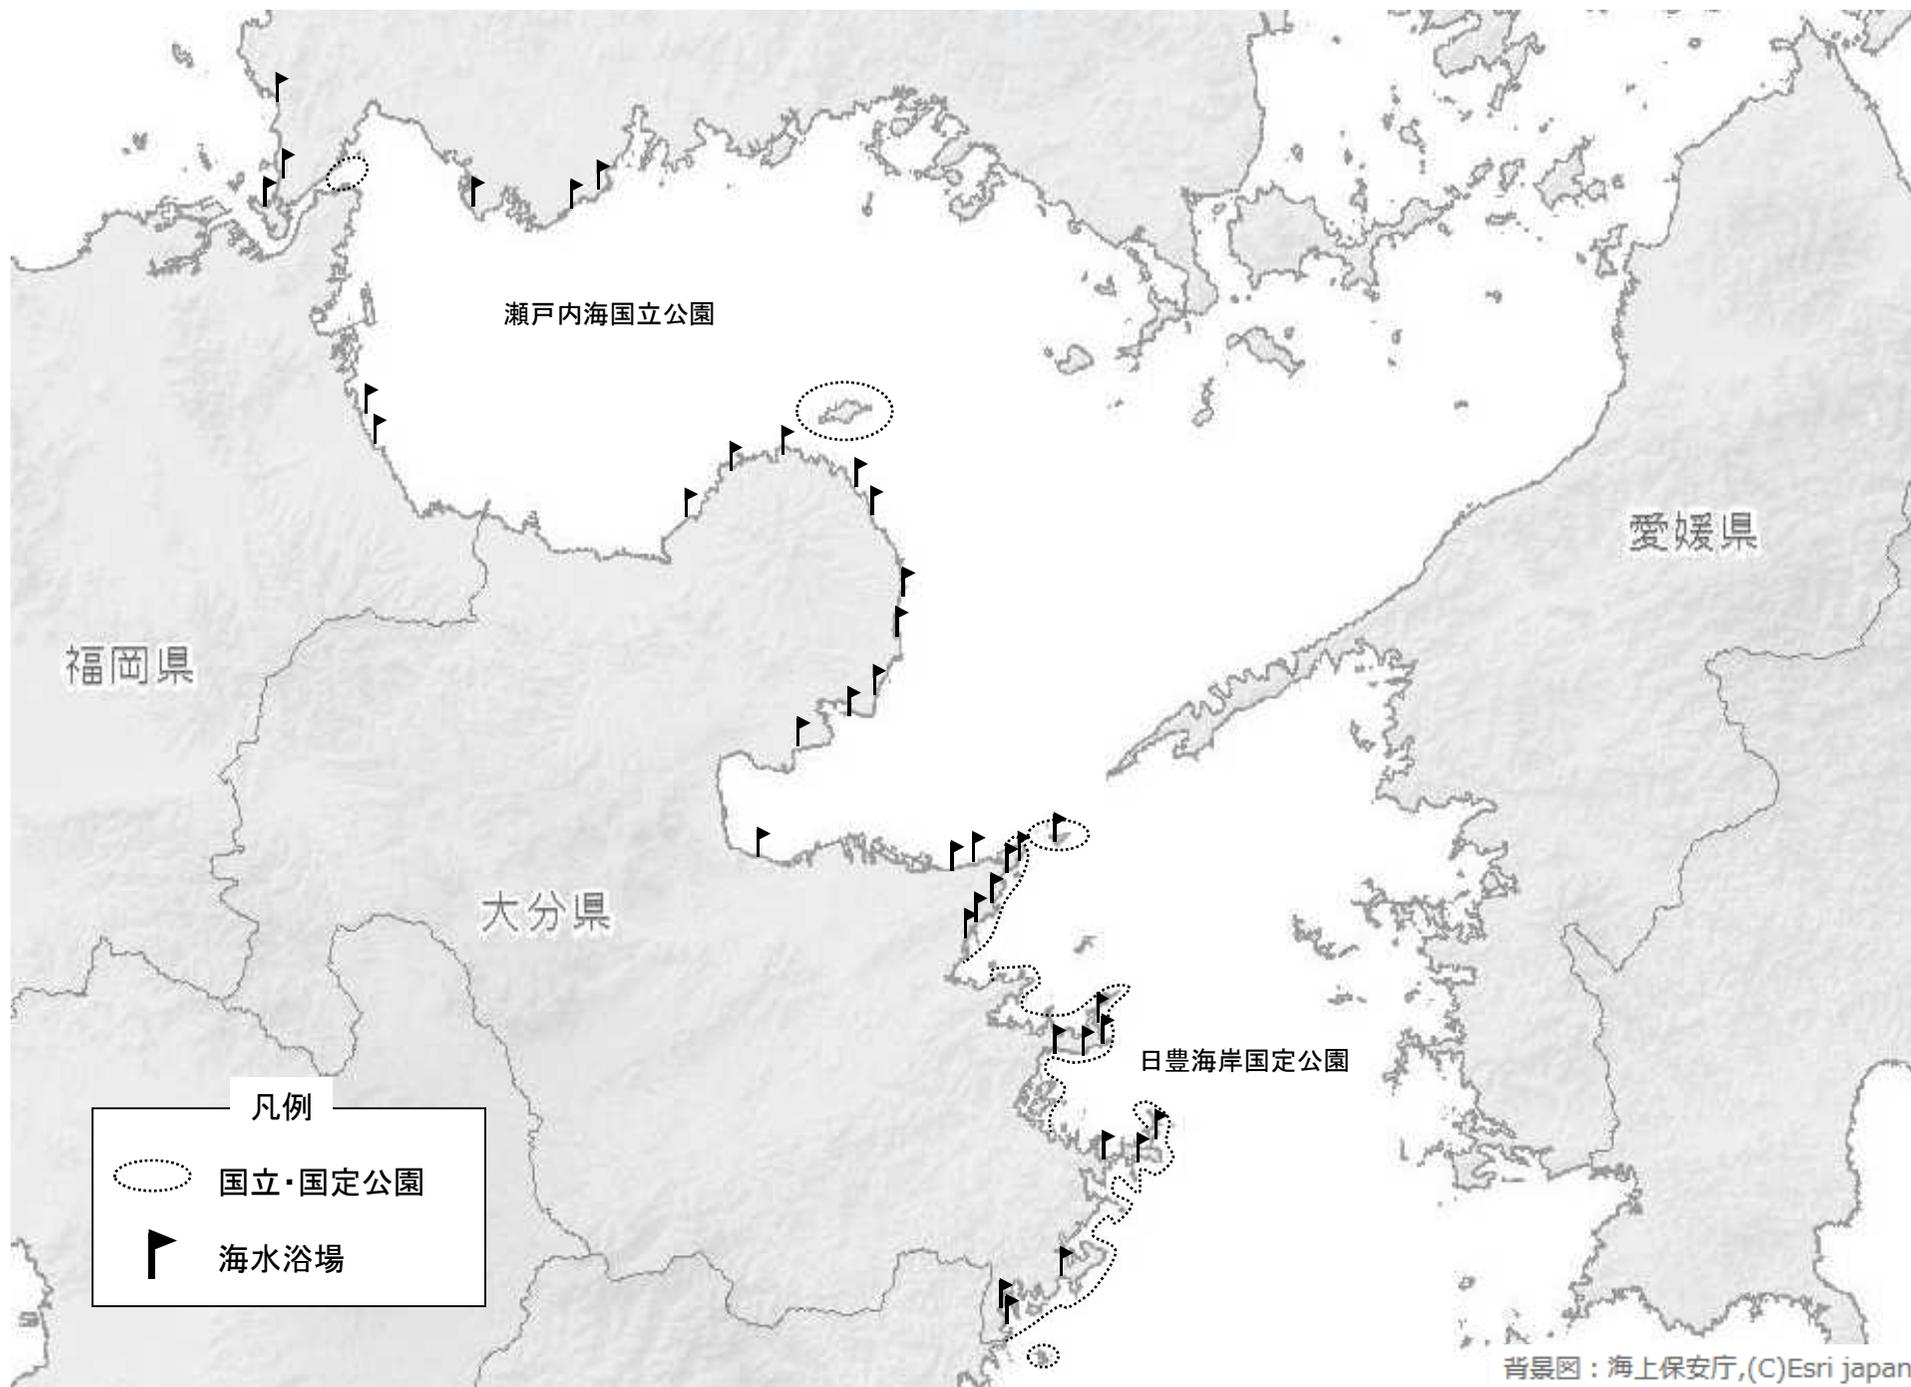 瀬戸内海国立公園
愛媛県
福岡県
大分県
日豊海岸国定公園
凡例
国立・国定公園
海水浴場
背景図：海上保安庁,(C)Esri japan